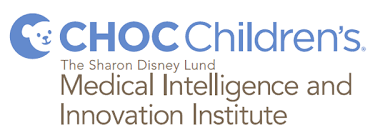 CHOC Children's®
The Sharon Disney Lund
Medical Intelligence and
Innovation Institute